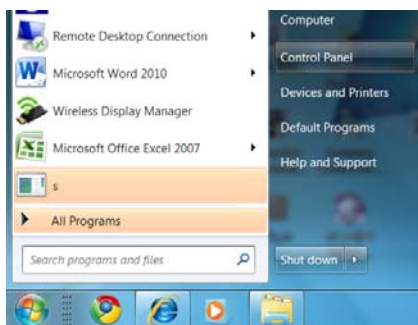 Remote Desktop Connection
Microsoft Word 2010
Wireless Display Manager
Microsoft Office Excel 2007
s
All Programs
Search programs and files
Computer
Control Panel
Devices and Printers
Default Programs
Help and Support
Shut down